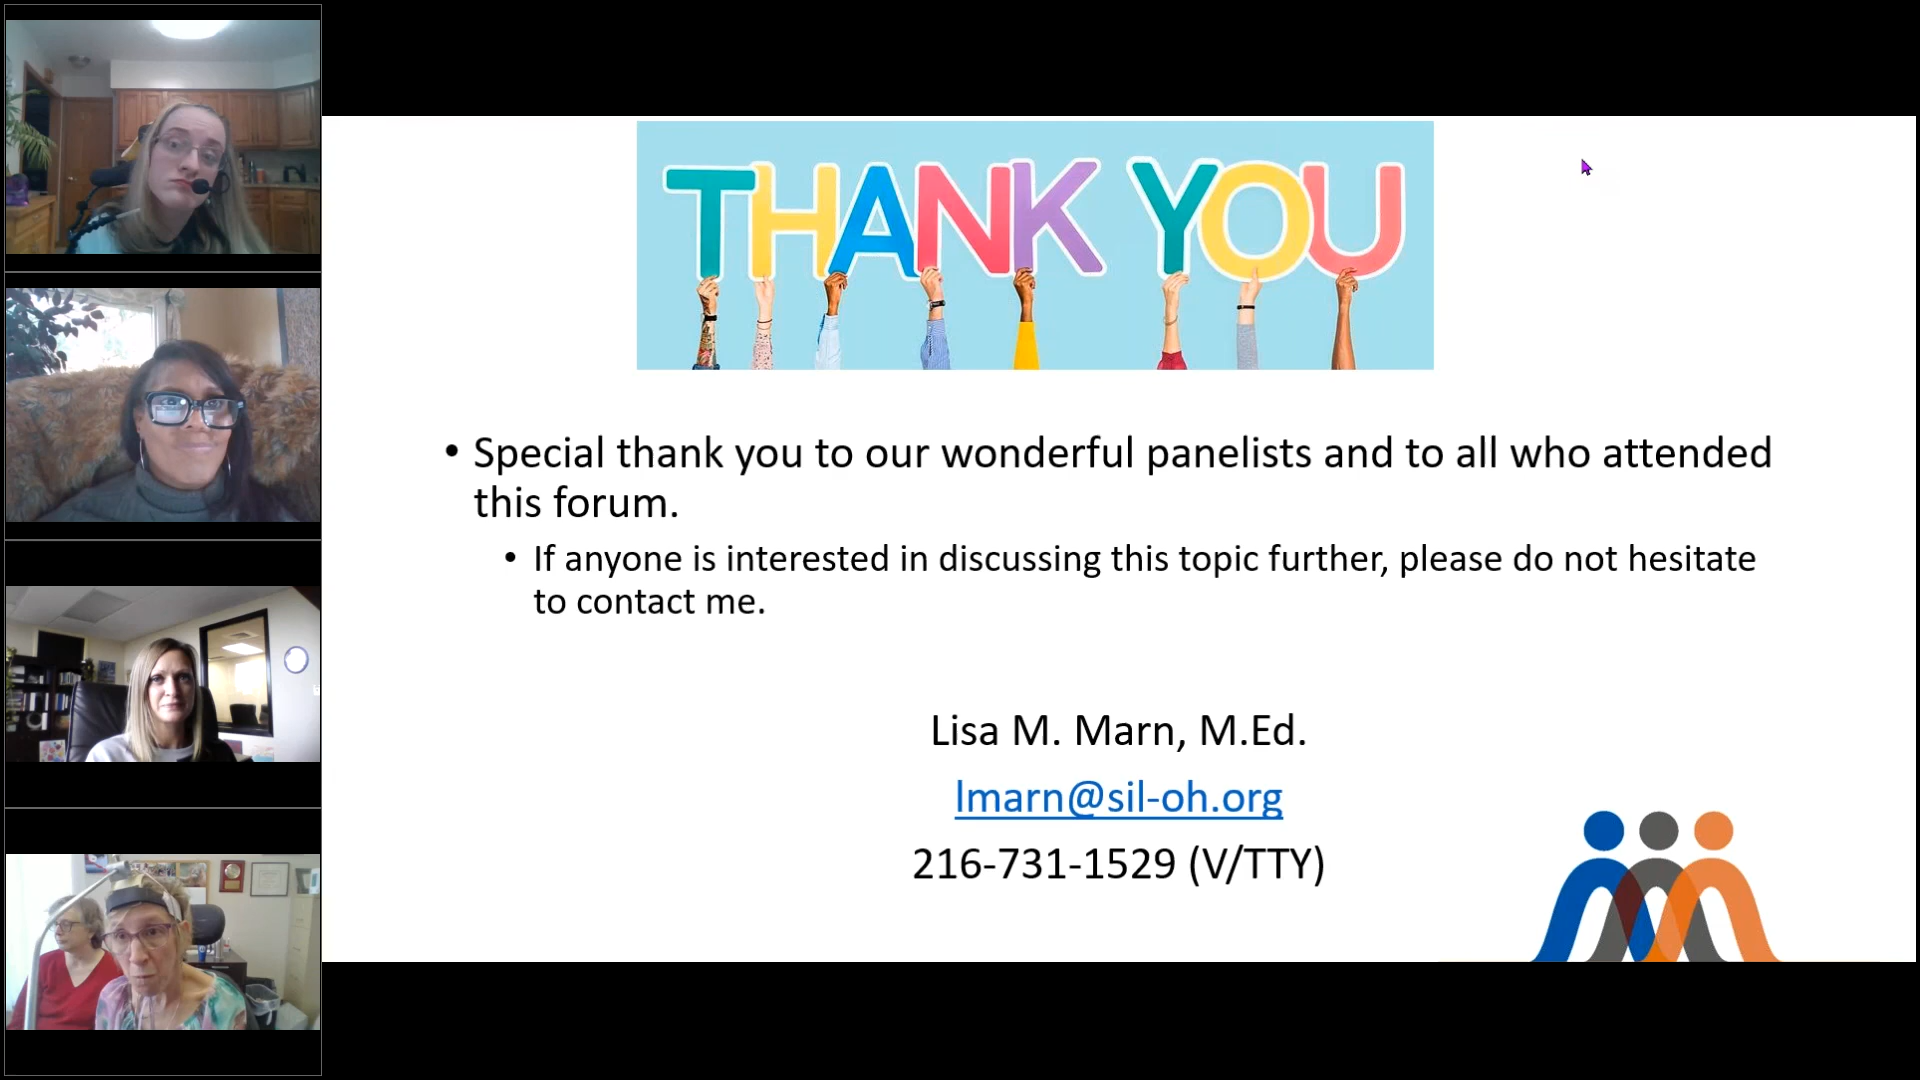 THANK YOU
• Special thank you to our wonderful panelists and to all who attended
this forum.
• If anyone is interested in discussing this topic further, please do not hesitate
to contact me.
Lisa M. Marn, M.Ed.
lmarn@sil-oh.org
216-731-1529 (V/TTY)